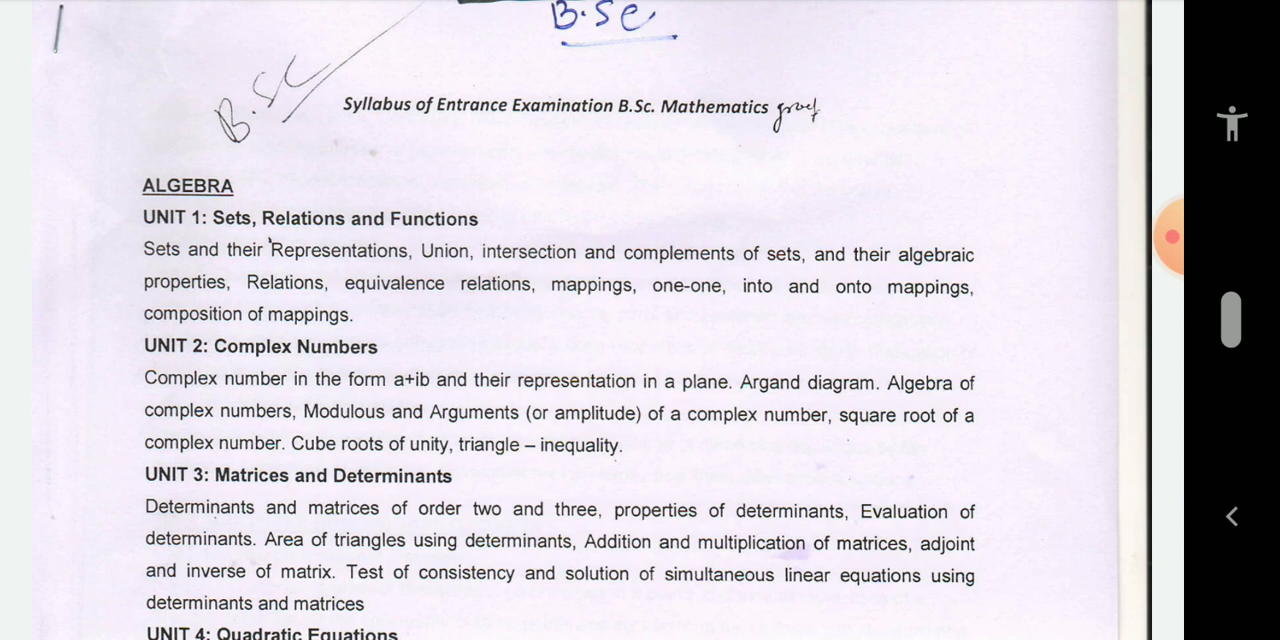 B.Sc
B.Sc
Syllabus of Entrance Examination B.Sc. Mathematics
ALGEBRA
UNIT 1: Sets, Relations and Functions
Sets and their Representations, Union, intersection and complements of sets, and their algebraic
properties, Relations, equivalence relations, mappings, one-one, into and onto mappings,
composition of mappings.
UNIT 2: Complex Numbers
Complex number in the form a+ib and their representation in a plane. Argand diagram. Algebra of
complex numbers, Modulous and Arguments (or amplitude) of a complex number, square root of a
complex number. Cube roots of unity, triangle – inequality.
UNIT 3: Matrices and Determinants
Determinants and matrices of order two and three, properties of determinants, Evaluation of
determinants. Area of triangles using determinants, Addition and multiplication of matrices, adjoint
and inverse of matrix. Test of consistency and solution of simultaneous linear equations using
determinants and matrices
UNIT 4: Quadratic Equations